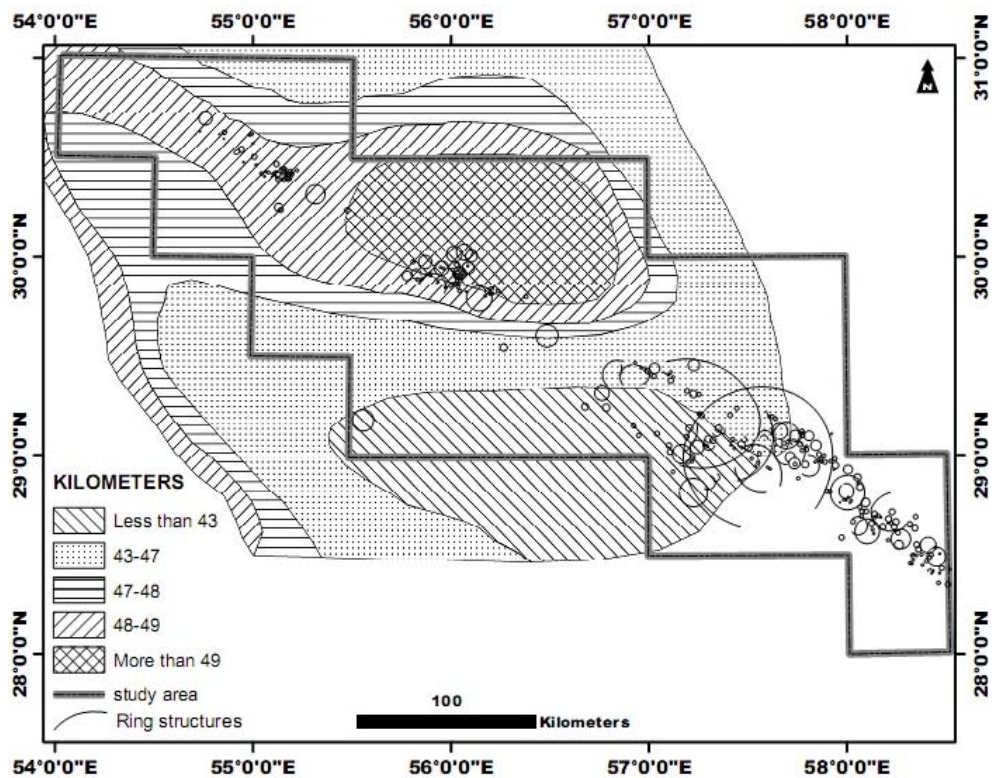 54°0'0"E 55°0'0"E 56°0'0"E 57°0'0"E 58°0'0"E
31°0'0"N 31°0'0"N
N
30°0'0"N 30°0'0"N
29°0'0"N 29°0'0"N
28°0'0"N 28°0'0"N
KILOMETERS
Less than 43
43-47
47-48
48-49
More than 49
study area
Ring structures
100
Kilometers
54°0'0"E 55°0'0"E 56°0'0"E 57°0'0"E 58°0'0"E